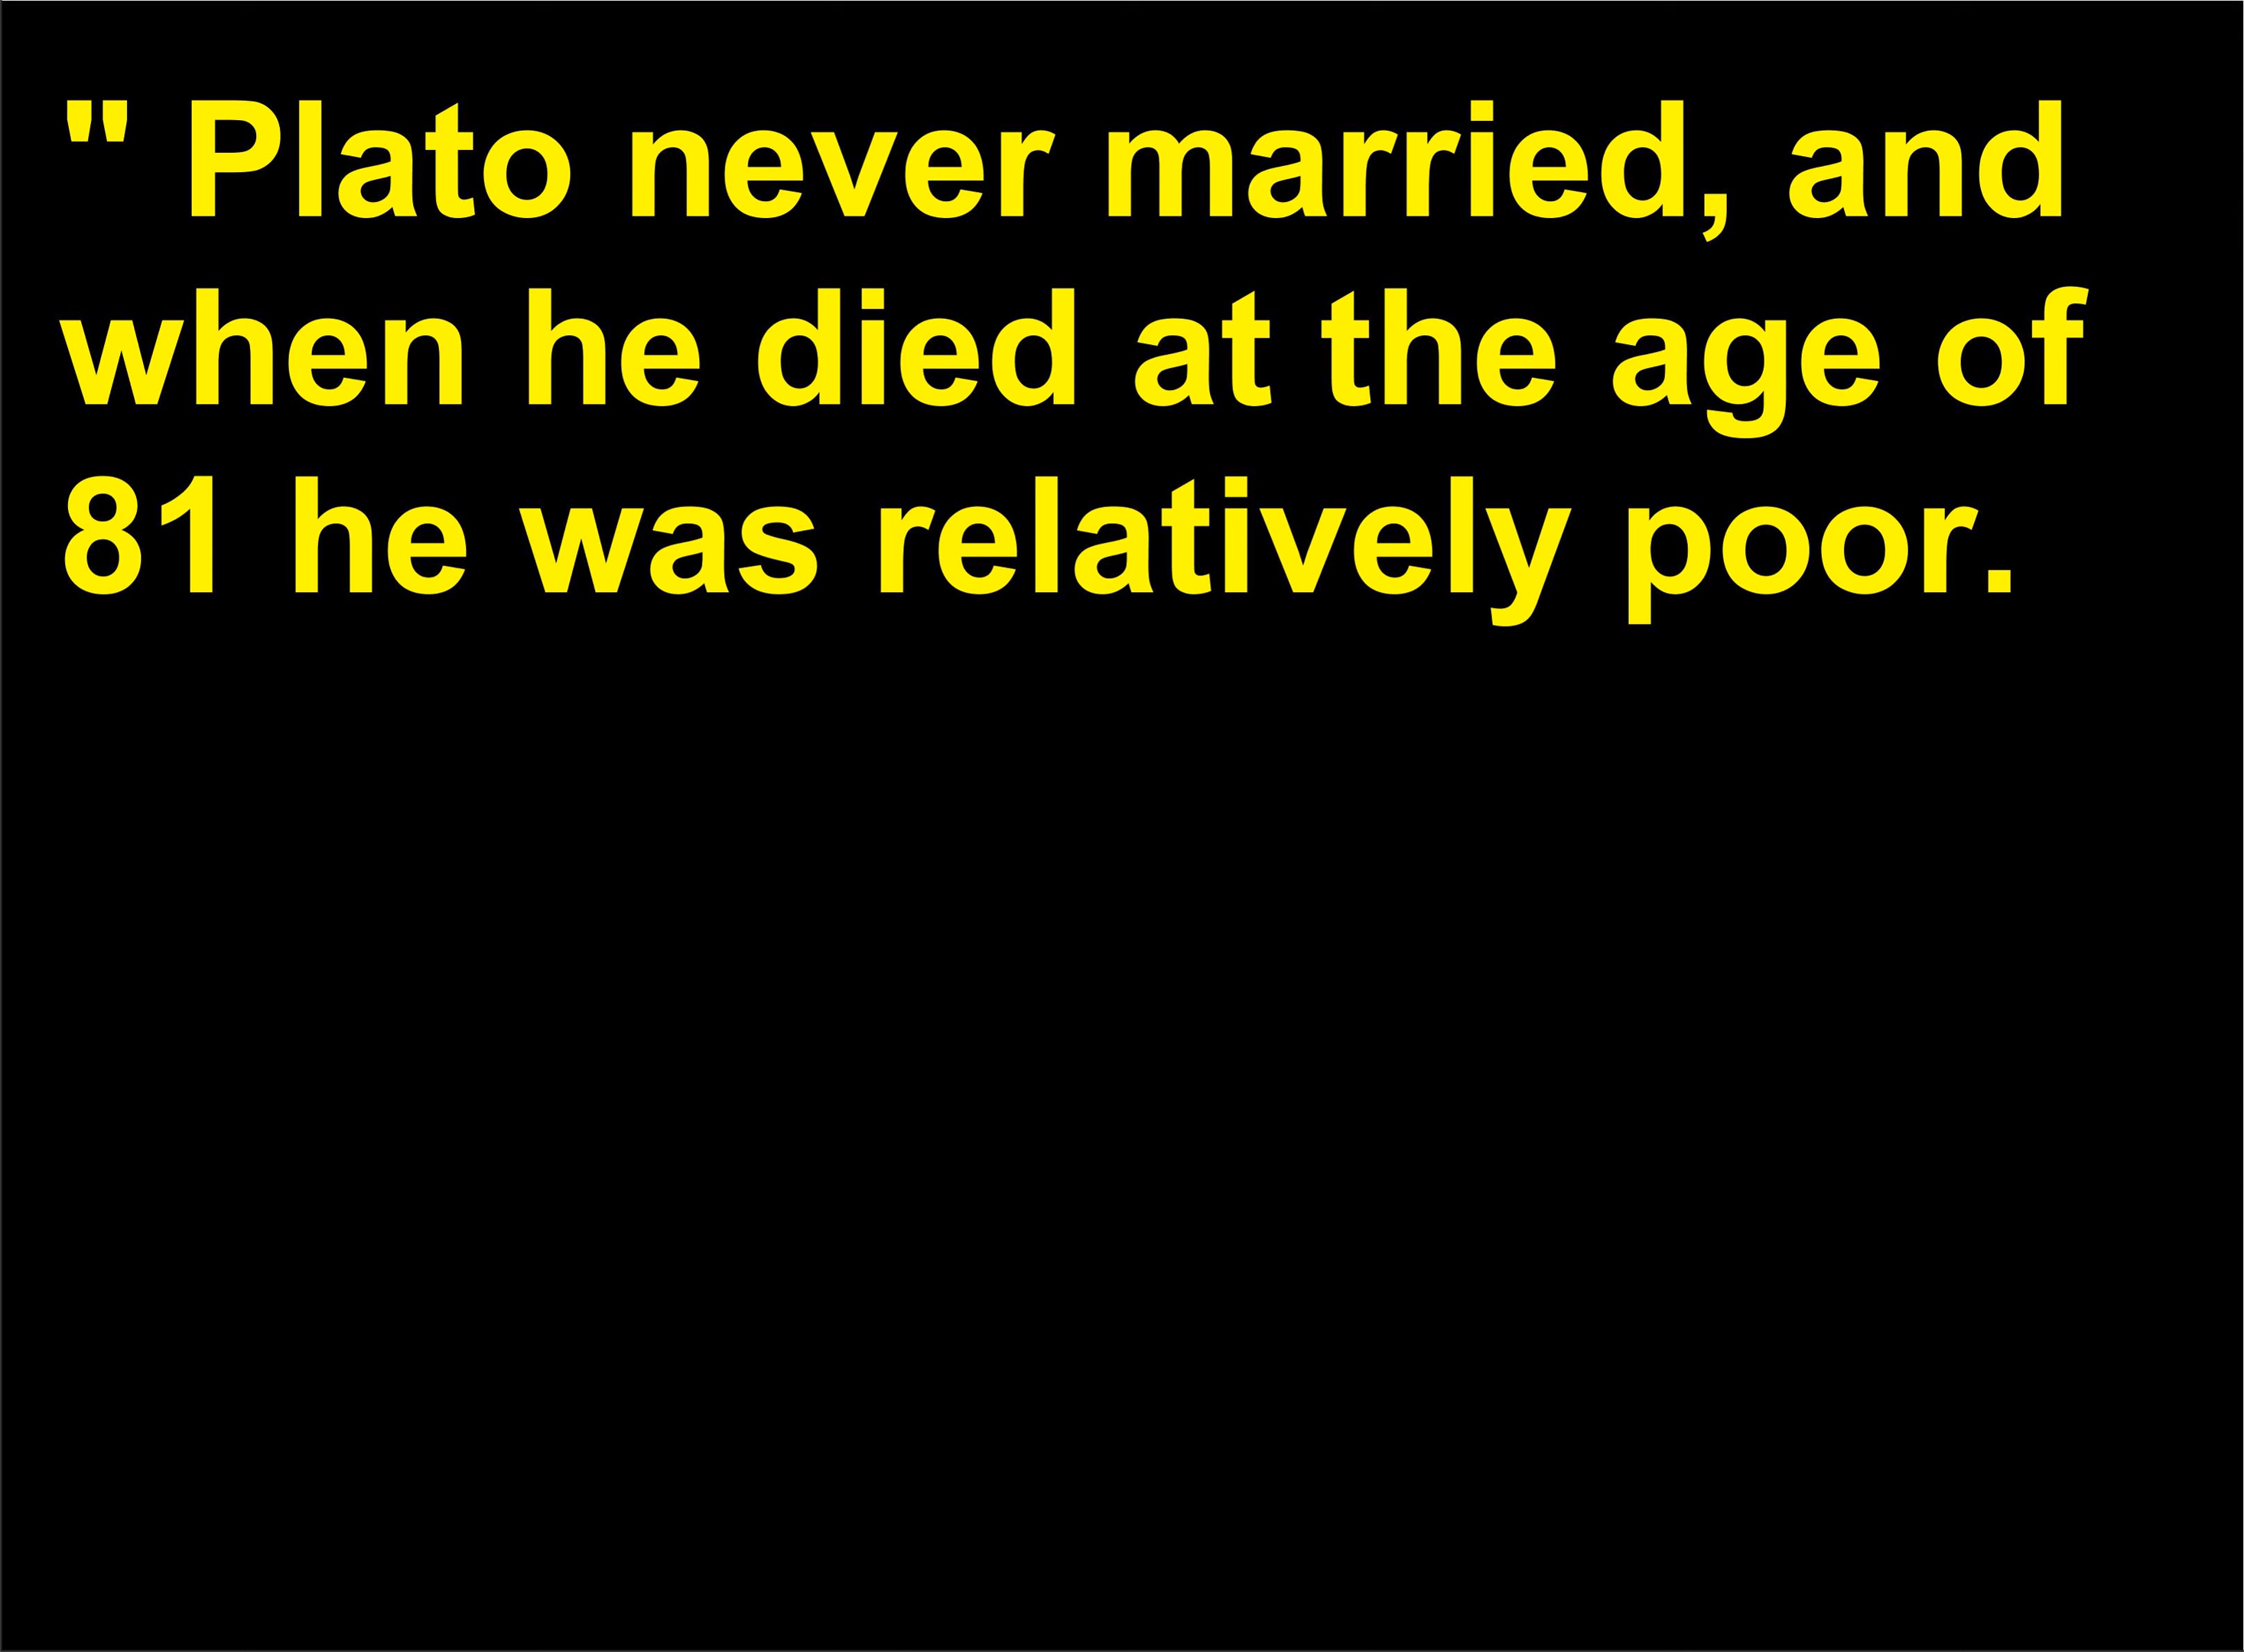 " Plato never married, and
when he died at the age of
81 he was relatively poor.